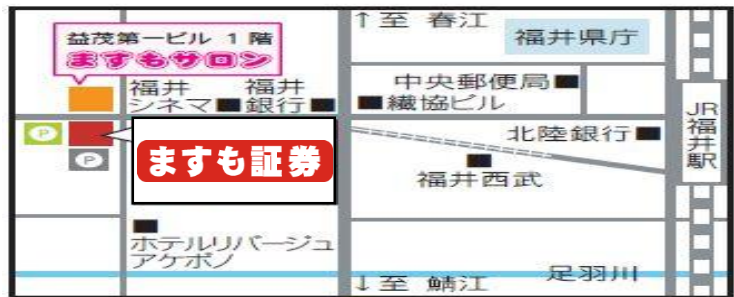 益茂第一ビル 1階
ますもサロン
↑至 春江
福井県庁
福井
シネマ
福井
銀行
中央郵便局
繊協ビル
JR
福井
駅
P
P
ますも証券
北陸銀行
福井西武
ホテルリバージュ
アケボノ
↓至 鯖江
足羽川